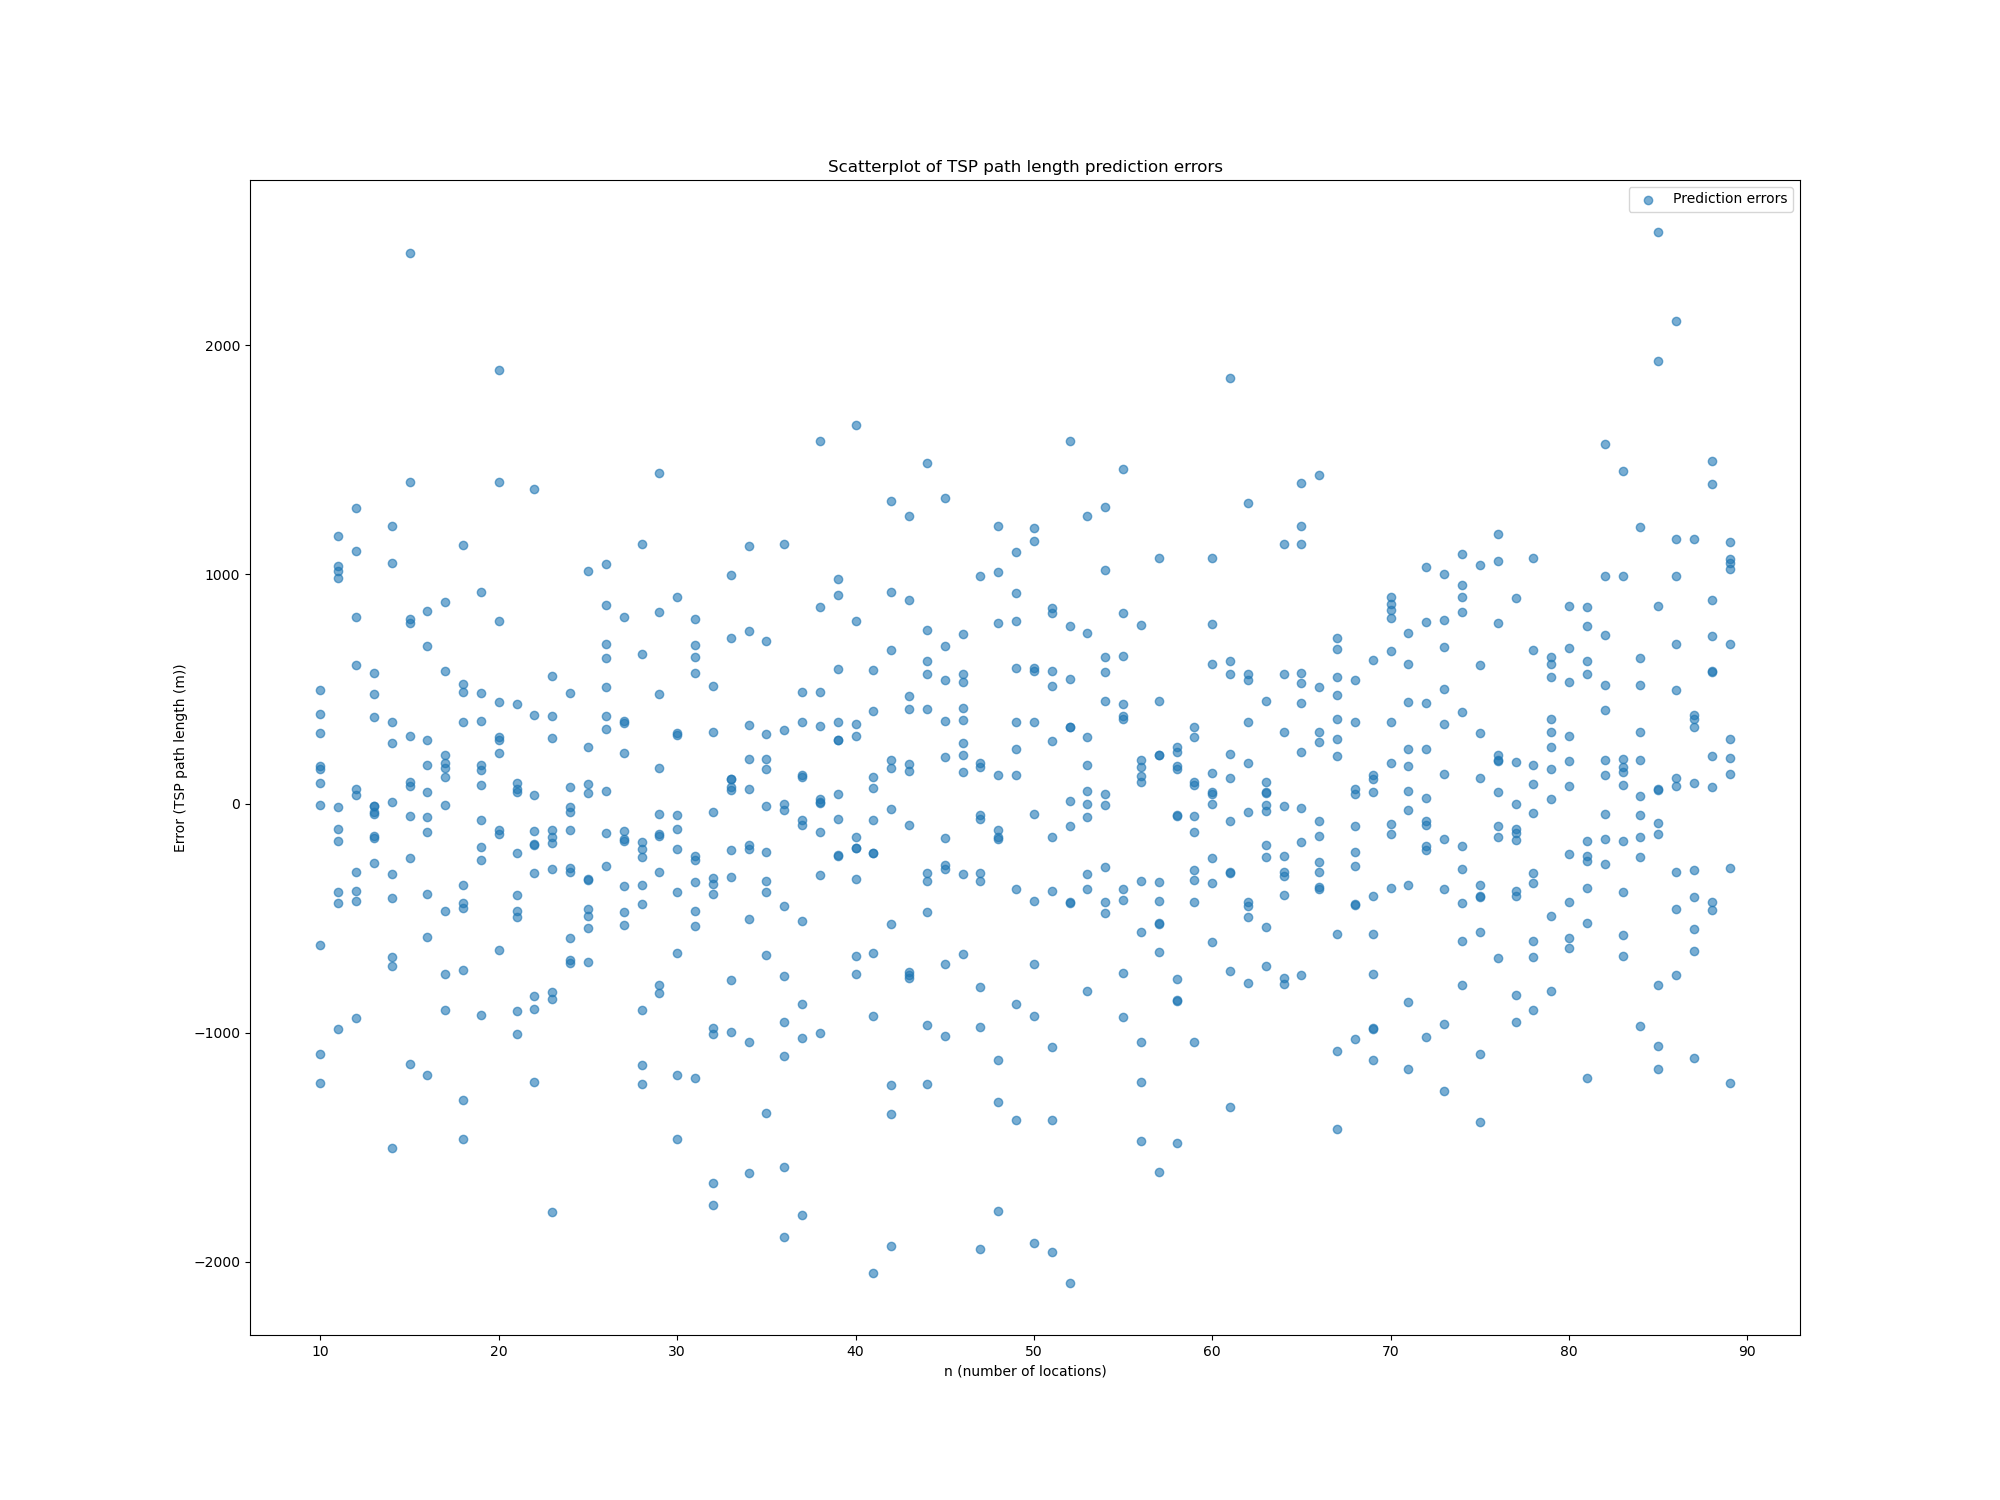 Scatterplot of TSP path length prediction errors
Prediction errors
2000
1000
0
−1000
−2000
Error (TSP path length (m))
10 20 30 40 50 60 70 80 90
n (number of locations)